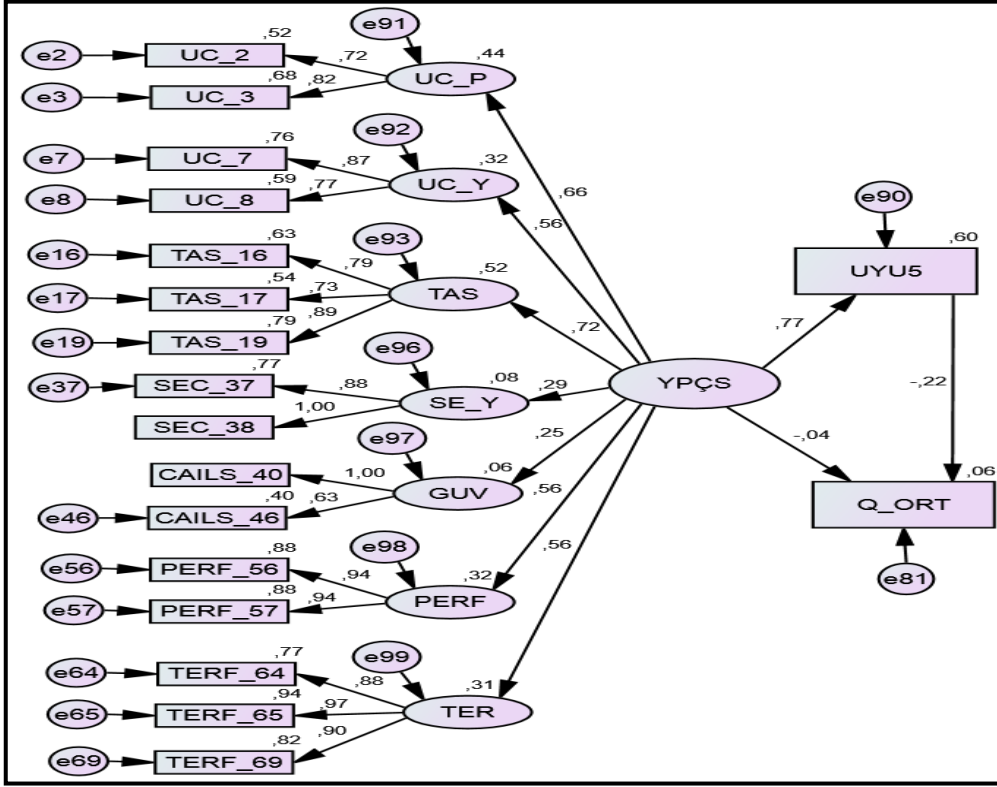 e91
,52
e2
UC_2
,72
,44
UC_P
,68
,82
e3
UC_3
e92
,76
e7
UC_7
,87
,32
UC_Y
,59
,77
e8
UC_8
,66
,56
e90
e93
,63
e16
TAS_16
,79
,52
,60
UYU5
,54
,73
e17
TAS_17
TAS
,89
,79
e19
TAS_19
,72
,77
e96
,77
e37
SEC_37
,88
,08
,29
YPÇS
-,22
SE_Y
1,00
SEC_38
e97
,25
-,04
CAILS_40
1,00
,06
,06
GUV
,56
,40
,63
Q_ORT
e46
CAILS_46
,56
e98
,88
e56
PERF_56
,94
,32
e81
,88
,94
PERF
e57
PERF_57
e99
,77
e64
TERF_64
,88
,31
,94
,97
TER
e65
TERF_65
,90
,82
e69
TERF_69